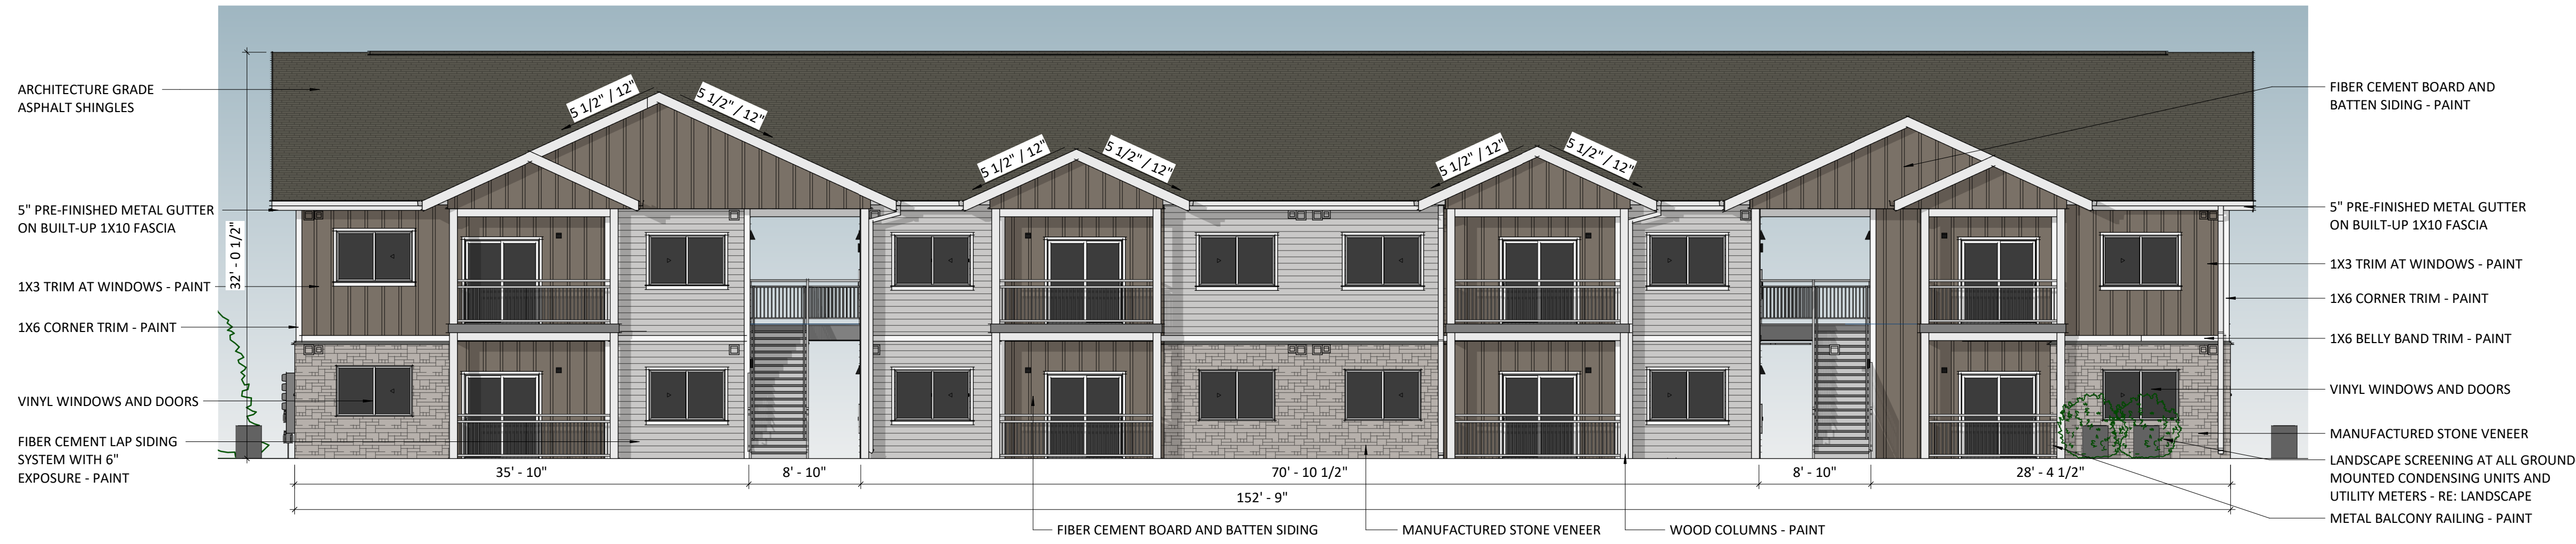 ARCHITECTURE GRADE
ASPHALT SHINGLES
5" PRE-FINISHED METAL GUTTER
ON BUILT-UP 1X10 FASCIA
1X3 TRIM AT WINDOWS - PAINT
1X6 CORNER TRIM - PAINT
VINYL WINDOWS AND DOORS
FIBER CEMENT LAP SIDING
SYSTEM WITH 6"
EXPOSURE - PAINT
32' - 0 1/2"
5 1/2" / 12"
5 1/2" / 12"
5 1/2" / 12"
5 1/2" / 12"
5 1/2" / 12"
5 1/2" / 12"
35' - 10"
8' - 10"
70' - 10 1/2"
8' - 10"
28' - 4 1/2"
152' - 9"
FIBER CEMENT BOARD AND BATTEN SIDING
MANUFACTURED STONE VENEER
WOOD COLUMNS - PAINT
FIBER CEMENT BOARD AND
BATTEN SIDING - PAINT
5" PRE-FINISHED METAL GUTTER
ON BUILT-UP 1X10 FASCIA
1X3 TRIM AT WINDOWS - PAINT
1X6 CORNER TRIM - PAINT
1X6 BELLY BAND TRIM - PAINT
VINYL WINDOWS AND DOORS
MANUFACTURED STONE VENEER
LANDSCAPE SCREENING AT ALL GROUND
MOUNTED CONDENSING UNITS AND
UTILITY METERS - RE: LANDSCAPE
METAL BALCONY RAILING - PAINT